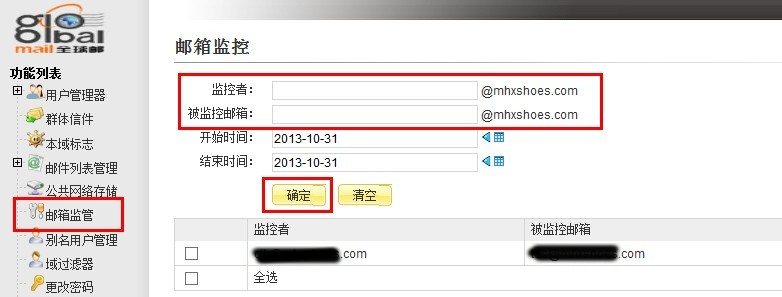 global
mail 全球邮
功能列表
用户管理器
群体信件
本域标志
邮件列表管理
公共网络存储
邮箱监管
别名用户管理
域过滤器
更改密码
邮箱监控
监控者： @mhxshoes.com
被监控邮箱： @mhxshoes.com
开始时间： 2013-10-31
结束时间： 2013-10-31
确定 清空
监控者 被监控邮箱
.com .com
全选